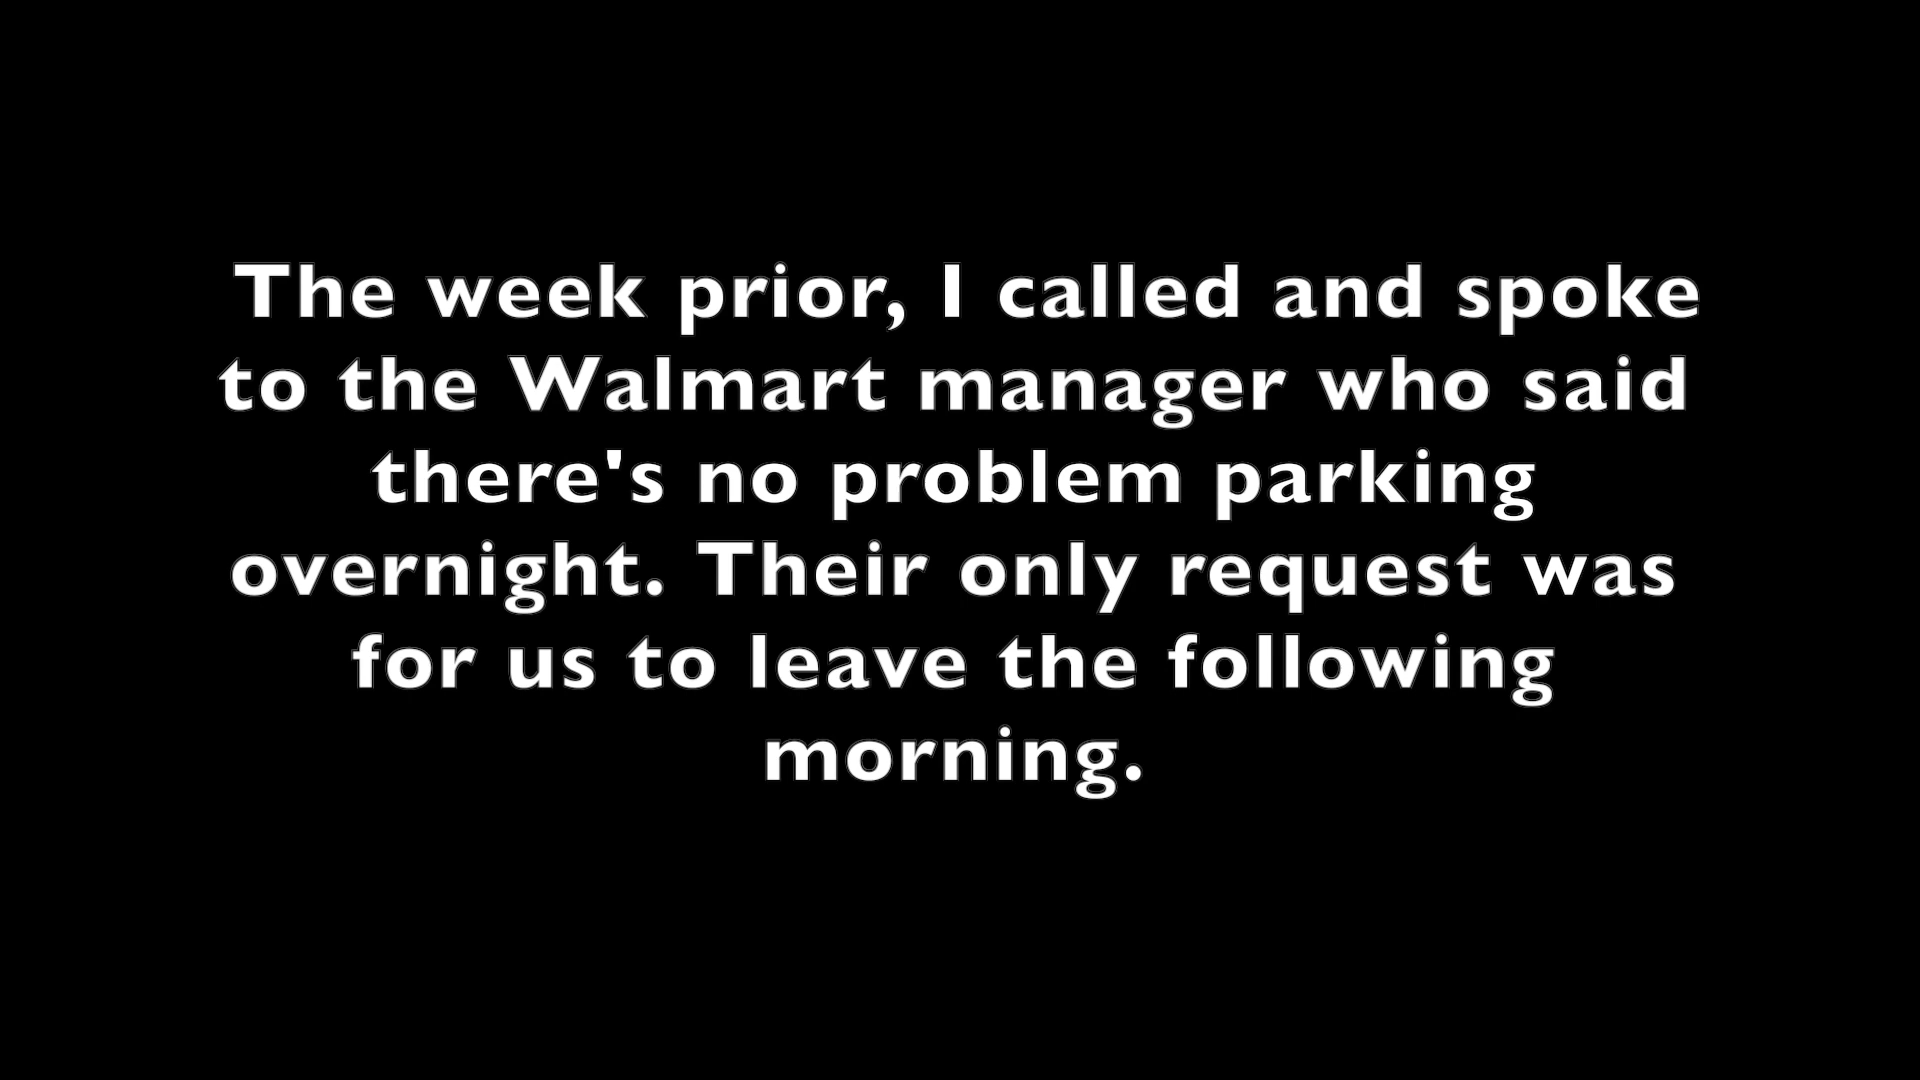 The week prior, I called and spoke
to the Walmart manager who said
there's no problem parking
overnight. Their only request was
for us to leave the following
morning.